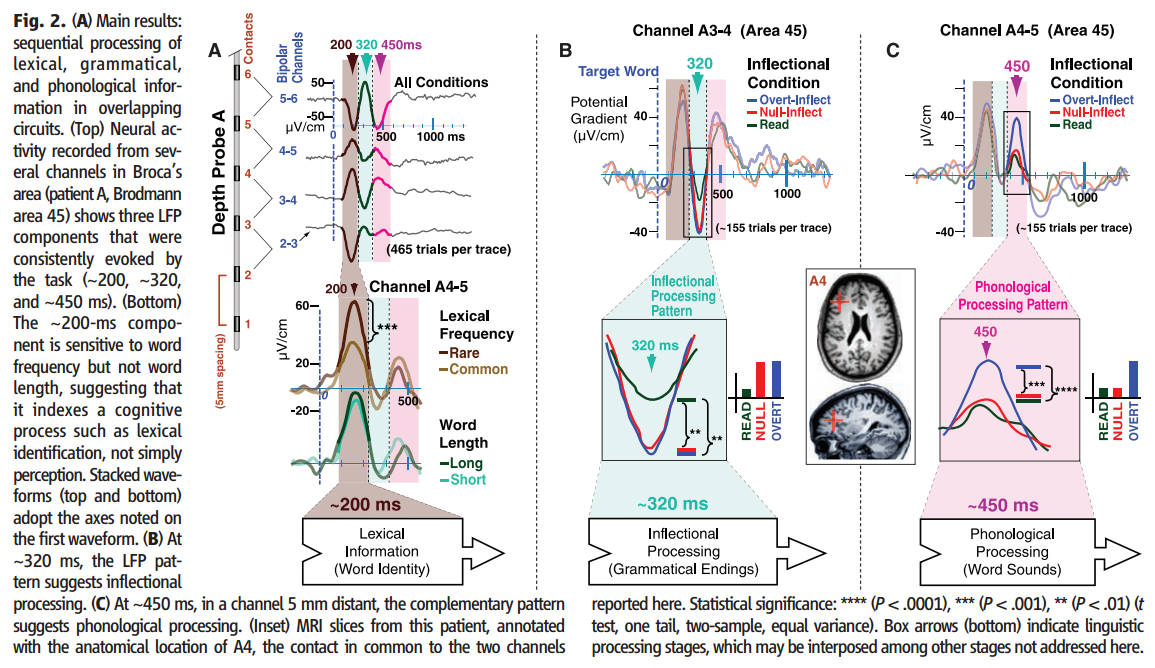 Fig. 2. (A) Main results:
sequential processing of
lexical, grammatical,
and phonological infor-
mation in overlapping
circuits. (Top) Neural ac-
tivity recorded from sev-
eral channels in Broca's
area (patient A, Brodmann
area 45) shows three LFP
components that were
consistently evoked by
the task (~200, ~320,
and ~450 ms). (Bottom)
The ~200-ms compo-
nent is sensitive to word
frequency but not word
length, suggesting that
it indexes a cognitive
process such as lexical
identification, not simply
perception. Stacked wave-
forms (top and bottom)
adopt the axes noted on
the first waveform. (B) At
~320 ms, the LFP pat-
tern suggests inflectional
processing. (C) At ~450 ms, in a channel 5 mm distant, the complementary pattern
suggests phonological processing. (Inset) MRI slices from this patient, annotated
with the anatomical location of A4, the contact in common to the two channels
reported here. Statistical significance: **** (P < .0001), *** (P < .001), ** (P < .01) (t
test, one tail, two-sample, equal variance). Box arrows (bottom) indicate linguistic
processing stages, which may be interposed among other stages not addressed here.
A
Depth Probe A
Contacts
6
5
4
3
2
1
(5mm spacing)
Bipolar
Channels
5-6
4-5
3-4
2-3
200
320
450ms
All Conditions
50
-50
μV/cm
0
500
1000 ms
(465 trials per trace)
200
Channel A4-5
60
20
-20
μV/cm
0
500
***
Lexical
Frequency
Rare
Common
Word
Length
Long
Short
~200 ms
Lexical
Information
(Word Identity)
B
Channel A3-4 (Area 45)
Target Word
320
Inflectional
Condition
Overt-Inflect
Null-Inflect
Read
Potential
Gradient
(μV/cm)
40
-40
0
500
1000
(~155 trials per trace)
Inflectional
Processing
Pattern
320 ms
**
**
READ
NULL
OVERT
~320 ms
Inflectional
Processing
(Grammatical Endings)
A4
C
Channel A4-5 (Area 45)
450
Inflectional
Condition
Overt-Inflect
Null-Inflect
Read
μV/cm
40
-40
0
1000
(~155 trials per trace)
Phonological
Processing Pattern
450
***
****
READ
NULL
OVERT
~450 ms
Phonological
Processing
(Word Sounds)